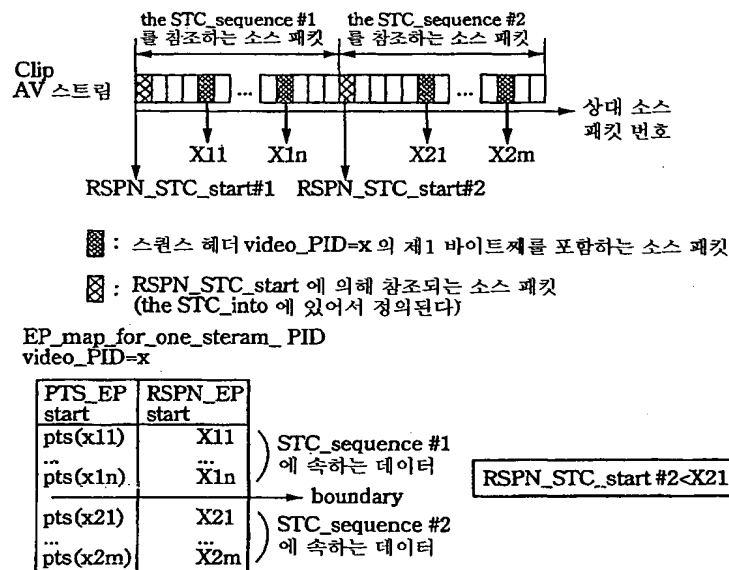 the STC_sequence #1
를 참조하는 소스 패킷
the STC_sequence #2
를 참조하는 소스 패킷
Clip
AV 스트림
...
...
상대 소스
패킷 번호
X11
X1n
X21
X2m
RSPN_STC_start#1
RSPN_STC_start#2
: 스퀀스 헤더 video_PID=x 의 제1 바이트째를 포함하는 소스 패킷
: RSPN_STC_start 에 의해 참조되는 소스 패킷
(the STC_into 에 있어서 정의된다)
EP_map_for_one_steram_ PID
video_PID=x
PTS_EP start
RSPN_EP start
pts(x11) X11
... ...
pts(x1n) X1n
STC_sequence #1
에 속하는 데이터
boundary
pts(x21) X21
... ...
pts(x2m) X2m
STC_sequence #2
에 속하는 데이터
RSPN_STC_start #2<X21